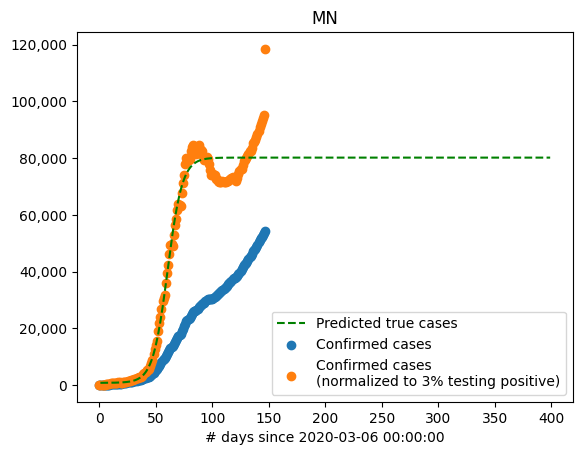 MN
120,000
100,000
80,000
60,000
40,000
20,000
0
0 50 100 150 200 250 300 350 400
# days since 2020-03-06 00:00:00
Predicted true cases
Confirmed cases
Confirmed cases
(normalized to 3% testing positive)